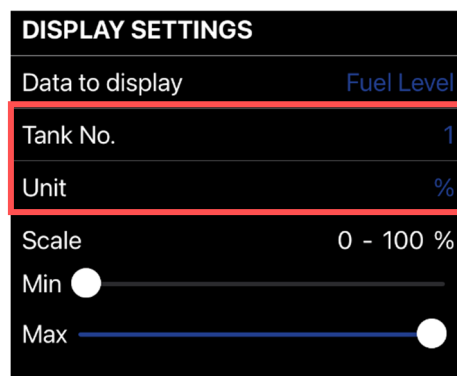 DISPLAY SETTINGS
Data to display Fuel Level
Tank No. 1
Unit %
Scale 0 - 100 %
Min
Max